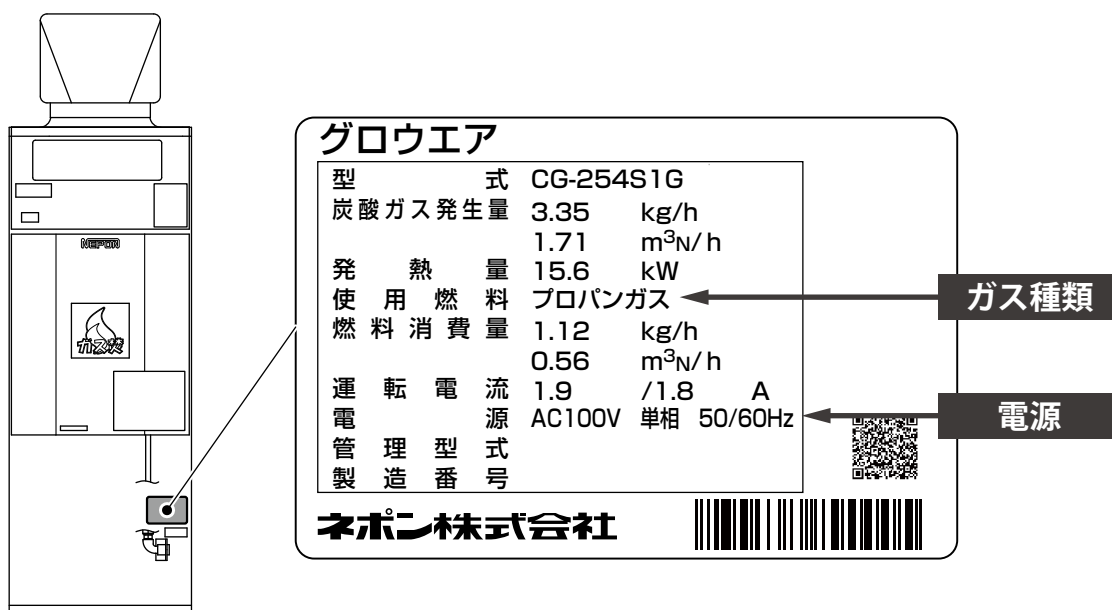 NEPON
ガス焚
グロウエア
型式 CG-254S1G
炭酸ガス発生量 3.35 kg/h
1.71 m³N/h
発熱量 15.6 kW
使用燃料 プロパンガス
燃料消費量 1.12 kg/h
0.56 m³N/h
運転電流 1.9 /1.8 A
電源 AC100V 単相 50/60Hz
管理型式
製造番号
ネポン株式会社
ガス種類
電源